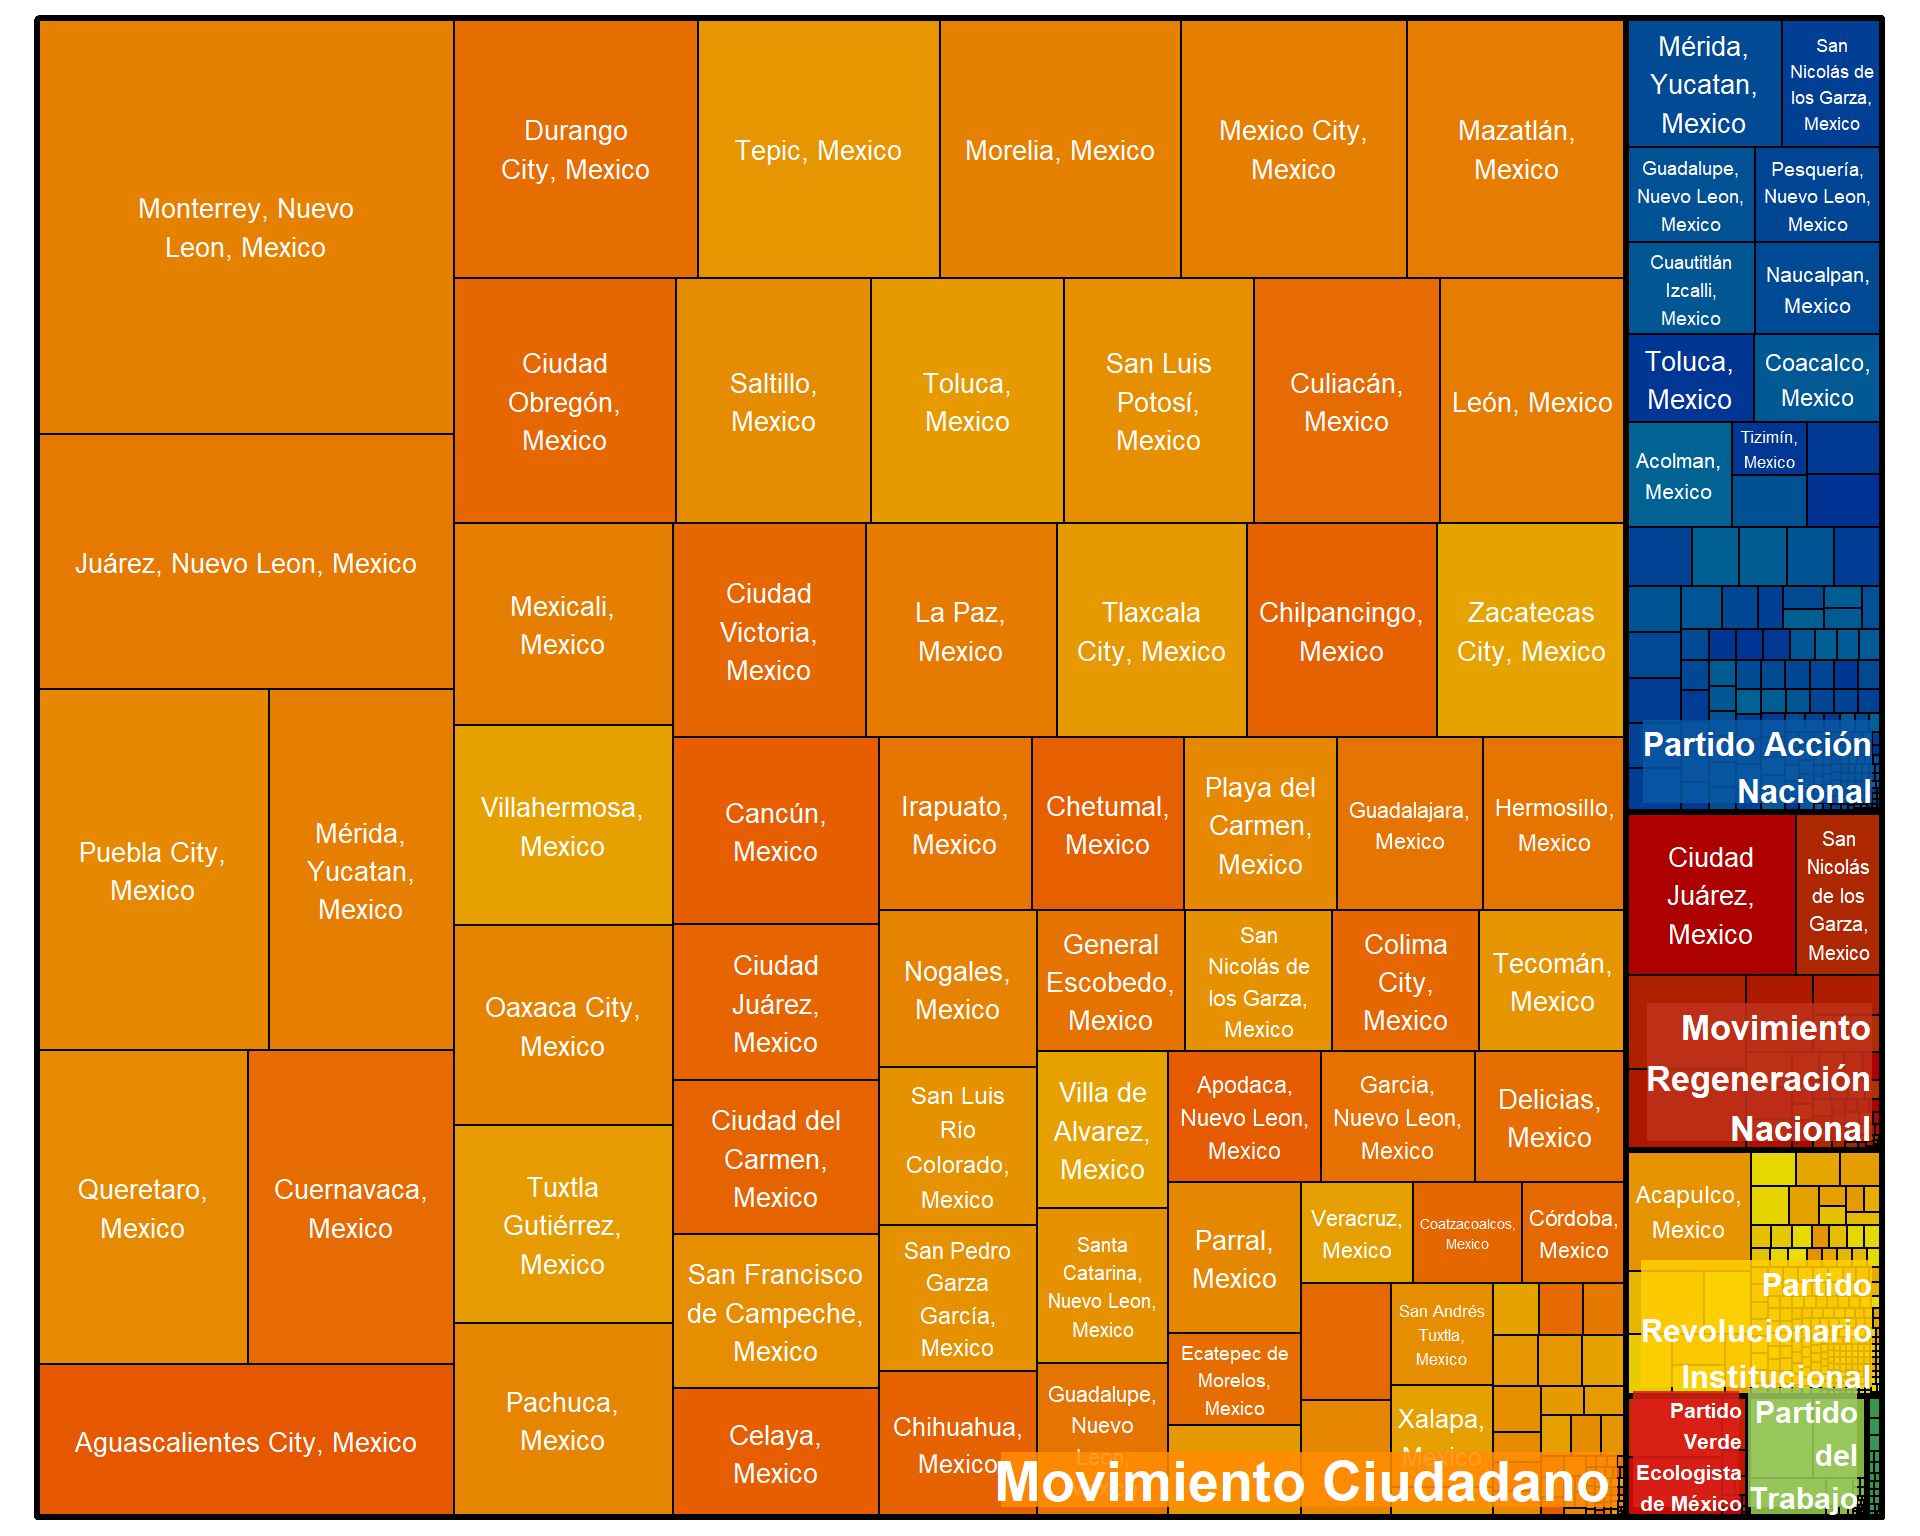 Monterrey, Nuevo
Leon, Mexico
Juárez, Nuevo Leon, Mexico
Puebla City,
Mexico
Mérida,
Yucatan,
Mexico
Queretaro,
Mexico
Cuernavaca,
Mexico
Aguascalientes City, Mexico
Durango
City, Mexico
Tepic, Mexico
Morelia, Mexico
Mexico City,
Mexico
Mazatlán,
Mexico
Ciudad
Obregón,
Mexico
Saltillo,
Mexico
Toluca,
Mexico
San Luis
Potosí,
Mexico
Culiacán,
Mexico
León, Mexico
Mexicali,
Mexico
Ciudad
Victoria,
Mexico
La Paz,
Mexico
Tlaxcala
City, Mexico
Chilpancingo,
Mexico
Zacatecas
City, Mexico
Villahermosa,
Mexico
Oaxaca City,
Mexico
Tuxtla
Gutiérrez,
Mexico
Pachuca,
Mexico
Cancún,
Mexico
Ciudad
Juárez,
Mexico
Ciudad del
Carmen,
Mexico
San Francisco
de Campeche,
Mexico
Celaya,
Mexico
Irapuato,
Mexico
Chetumal,
Mexico
Playa del
Carmen,
Mexico
Guadalajara,
Mexico
Hermosillo,
Mexico
Nogales,
Mexico
San Luis
Río
Colorado,
Mexico
San Pedro
Garza
García,
Mexico
Chihuahua,
Mexico
General
Escobedo,
Mexico
San
Nicolás de
los Garza,
Mexico
Colima
City,
Mexico
Tecomán,
Mexico
Villa de
Alvarez,
Mexico
Santa
Catarina,
Nuevo Leon,
Mexico
Guadalupe,
Nuevo
Leon,
Mexico
Apodaca,
Nuevo Leon,
Mexico
Garcia,
Nuevo Leon,
Mexico
Delicias,
Mexico
Parral,
Mexico
Ecatepec de
Morelos,
Mexico
Veracruz,
Mexico
Coatzacoalcos,
Mexico
Córdoba,
Mexico
San Andrés
Tuxtla,
Mexico
Xalapa,
Mexico
Movimiento Ciudadano
Mérida,
Yucatan,
Mexico
San
Nicolás de
los Garza,
Mexico
Guadalupe,
Nuevo Leon,
Mexico
Pesquería,
Nuevo Leon,
Mexico
Cuautitlán
Izcalli,
Mexico
Naucalpan,
Mexico
Toluca,
Mexico
Coacalco,
Mexico
Acolman,
Mexico
Tizimín,
Mexico
Partido Acción
Nacional
Ciudad
Juárez,
Mexico
San
Nicolás
de los
Garza,
Mexico
Movimiento
Regeneración
Nacional
Acapulco,
Mexico
Partido
Revolucionario
Institucional
Partido
Verde
Ecologista
de México
Partido
del
Trabajo